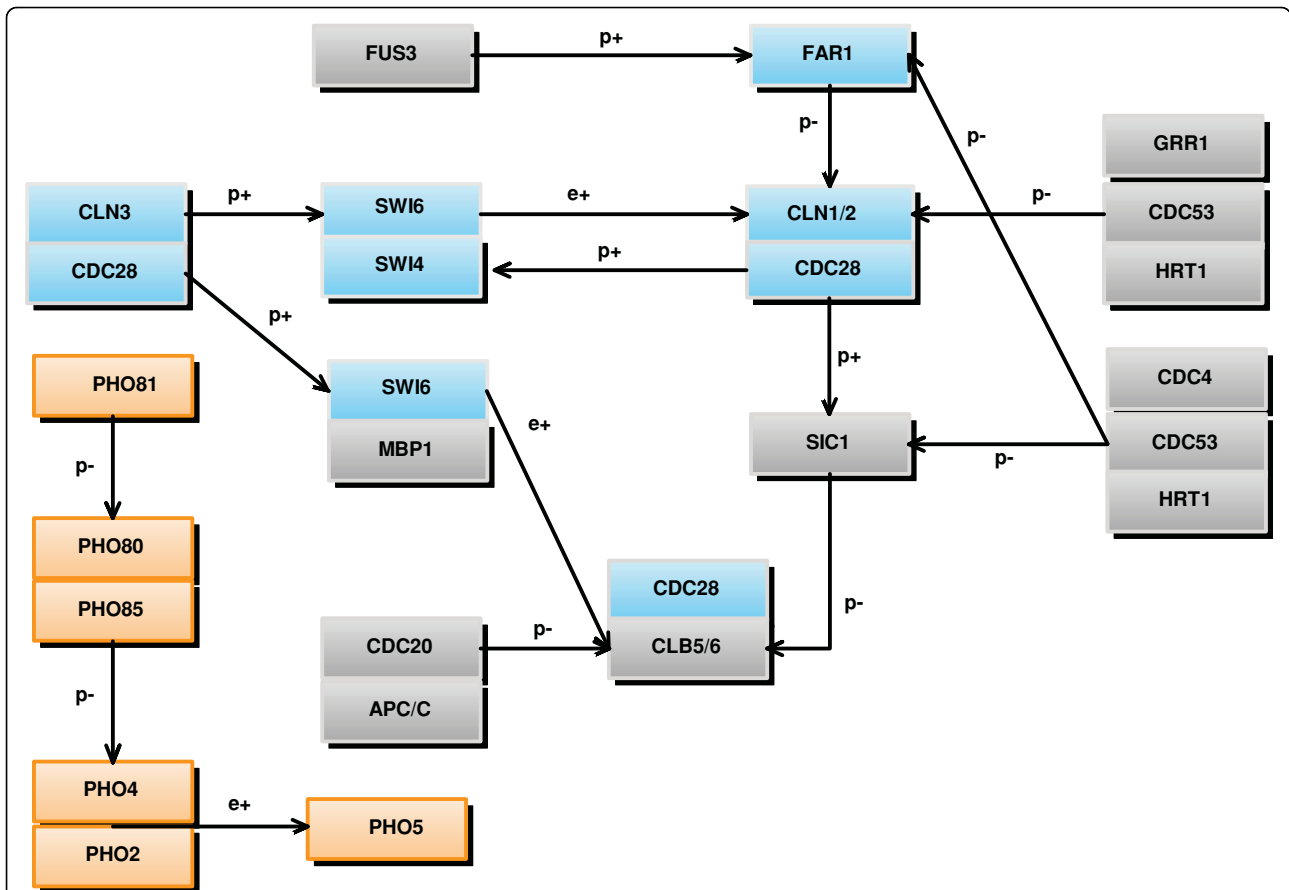 FUS3
p+
FAR1
p-
p-
GRR1
CLN3
p+
SWI6
e+
CLN1/2
p-
CDC53
CDC28
SWI4
p+
CDC28
HRT1
p+
p+
PHO81
SWI6
CDC4
e+
MBP1
SIC1
p-
CDC53
p-
HRT1
PHO80
CDC28
PHO85
p-
CDC20
p-
CLB5/6
p-
APC/C
PHO4
e+
PHO5
PHO2